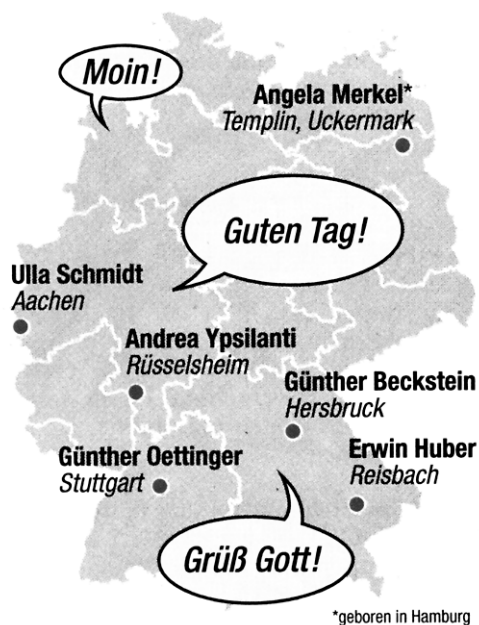 Moin!
Angela Merkel*
Templin, Uckermark
Guten Tag!
Ulla Schmidt
Aachen
Andrea Ypsilanti
Rüsselsheim
Günther Beckstein
Hersbruck
Günther Oettinger
Stuttgart
Erwin Huber
Reisbach
Grüß Gott!
*geboren in Hamburg